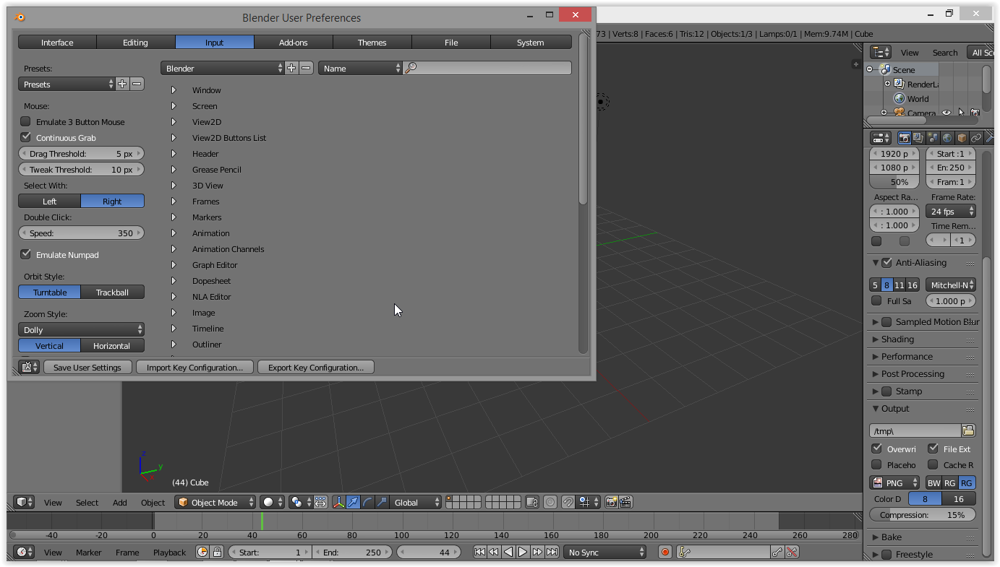 Blender User Preferences
Interface Editing Input Add-ons Themes File System
Presets:
Presets
Mouse:
Emulate 3 Button Mouse
Continuous Grab
Drag Threshold: 5 px
Tweak Threshold: 10 px
Select With:
Left Right
Double Click:
Speed: 350
Emulate Numpad
Orbit Style:
Turntable Trackball
Zoom Style:
Dolly
Vertical Horizontal
Blender Name
Window
Screen
View2D
View2D Buttons List
Header
Grease Pencil
3D View
Frames
Markers
Animation
Animation Channels
Graph Editor
Dopesheet
NLA Editor
Image
Timeline
Outliner
Save User Settings Import Key Configuration... Export Key Configuration...
73 | Verts:8 | Faces:6 | Tris:12 | Objects:1/3 | Lamps:0/1 | Mem:9.74M | Cube
View Search All Sc
Scene
RenderLa
World
Camera
1920 p Start :1
1080 p En: 250
50% Fram: 1
Aspect Ra... Frame Rate:
: 1.000 24 fps
: 1.000 Time Rem...
1
Anti-Aliasing
5 8 11 16 Mitchell-N
Full Sa 1.000 p
Sampled Motion Blur
Shading
Performance
Post Processing
Stamp
Output
/tmp\
Overwri File Ext
Placeho Cache R
PNG BW RG RG
Color D 8 16
Compression: 15%
Bake
Freestyle
z
y
x
(44) Cube
View Select Add Object Object Mode Global
-40 -20 0 20 40 60 80 100 120 140 160 180 200 220 240 260 280
View Marker Frame Playback Start: 1 End: 250 44 No Sync